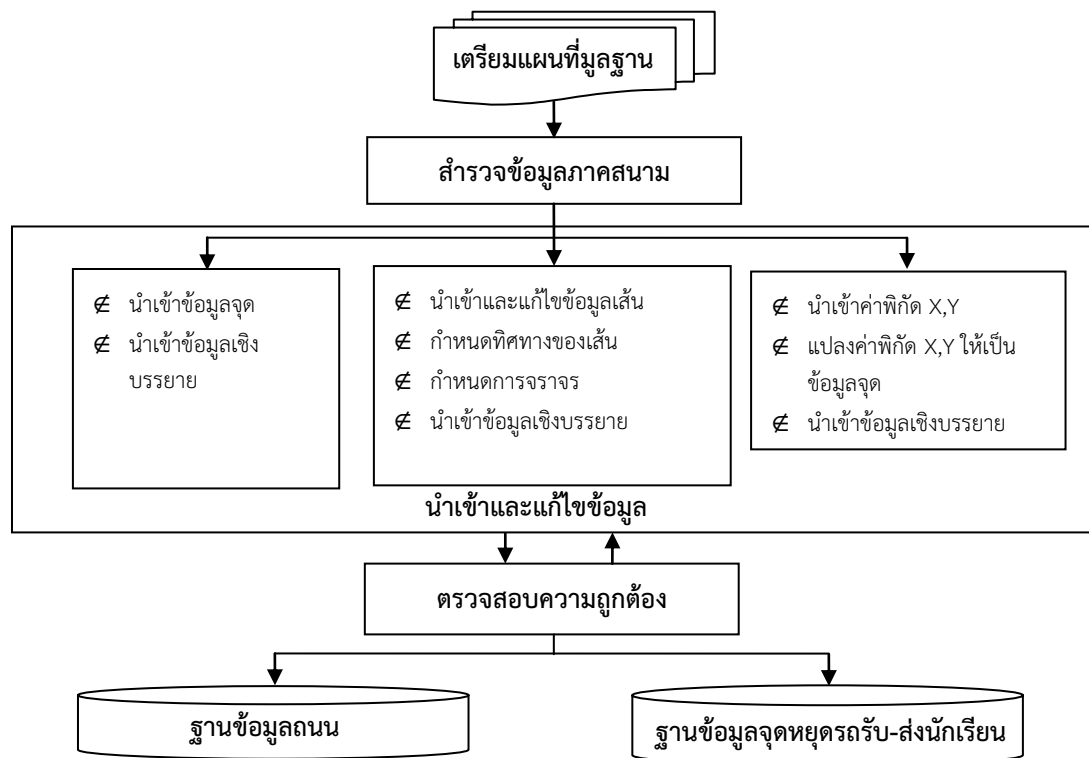 เตรียมแผนที่มูลฐาน
สำรวจข้อมูลภาคสนาม
∉ นำเข้าข้อมูลจุด
∉ นำเข้าข้อมูลเชิง
บรรยาย
∉ นำเข้าและแก้ไขข้อมูลเส้น
∉ กำหนดทิศทางของเส้น
∉ กำหนดการจราจร
∉ นำเข้าข้อมูลเชิงบรรยาย
∉ นำเข้าค่าพิกัด X,Y
∉ แปลงค่าพิกัด X,Y ให้เป็น
ข้อมูลจุด
∉ นำเข้าข้อมูลเชิงบรรยาย
นำเข้าและแก้ไขข้อมูล
ตรวจสอบความถูกต้อง
ฐานข้อมูลถนน
ฐานข้อมูลจุดหยุดรถรับ-ส่งนักเรียน